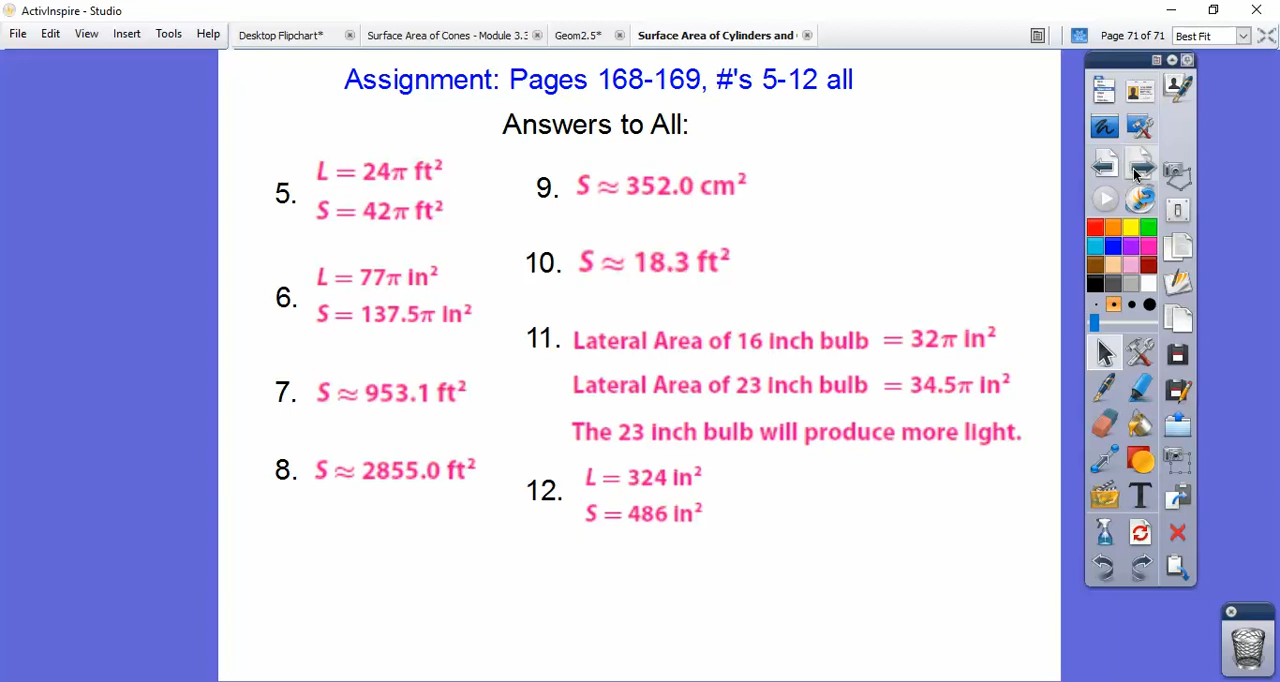 ActivInspire - Studio
File Edit View Insert Tools Help
Desktop Flipchart* Surface Area of Cones - Module 3.3 Geom2.5* Surface Area of Cylinders and
Page 71 of 71 Best Fit
Assignment: Pages 168-169, #'s 5-12 all
Answers to All:
5. L = 24π ft²
S = 42π ft²
6. L = 77π in²
S = 137.5π in²
7. S ≈ 953.1 ft²
8. S ≈ 2855.0 ft²
9. S ≈ 352.0 cm²
10. S ≈ 18.3 ft²
11. Lateral Area of 16 inch bulb = 32π in²
Lateral Area of 23 inch bulb = 34.5π in²
The 23 inch bulb will produce more light.
12. L = 324 in²
S = 486 in²